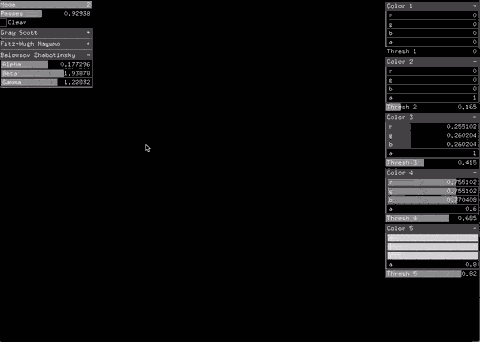 Mode 2
Passes 0.92938
Clear
Gray Scott +
Fitz-Hugh Nagumo +
Belousov Zhabotinsky -
Alpha 0.177296
Beta 1.93878
Gamma 1.22832
Color 1 -
r 0
g 0
b 0
a 0
Thresh 1 0
Color 2 -
r 0
g 0
b 0
a 1
Thresh 2 0.165
Color 3 -
r 0.255102
g 0.260204
b 0.260204
a 1
Thresh 3 0.415
Color 4 -
r 0.755102
g 0.755102
b 0.770408
a 0.6
Thresh 4 0.685
Color 5 -
a 0.8
Thresh 5 0.82